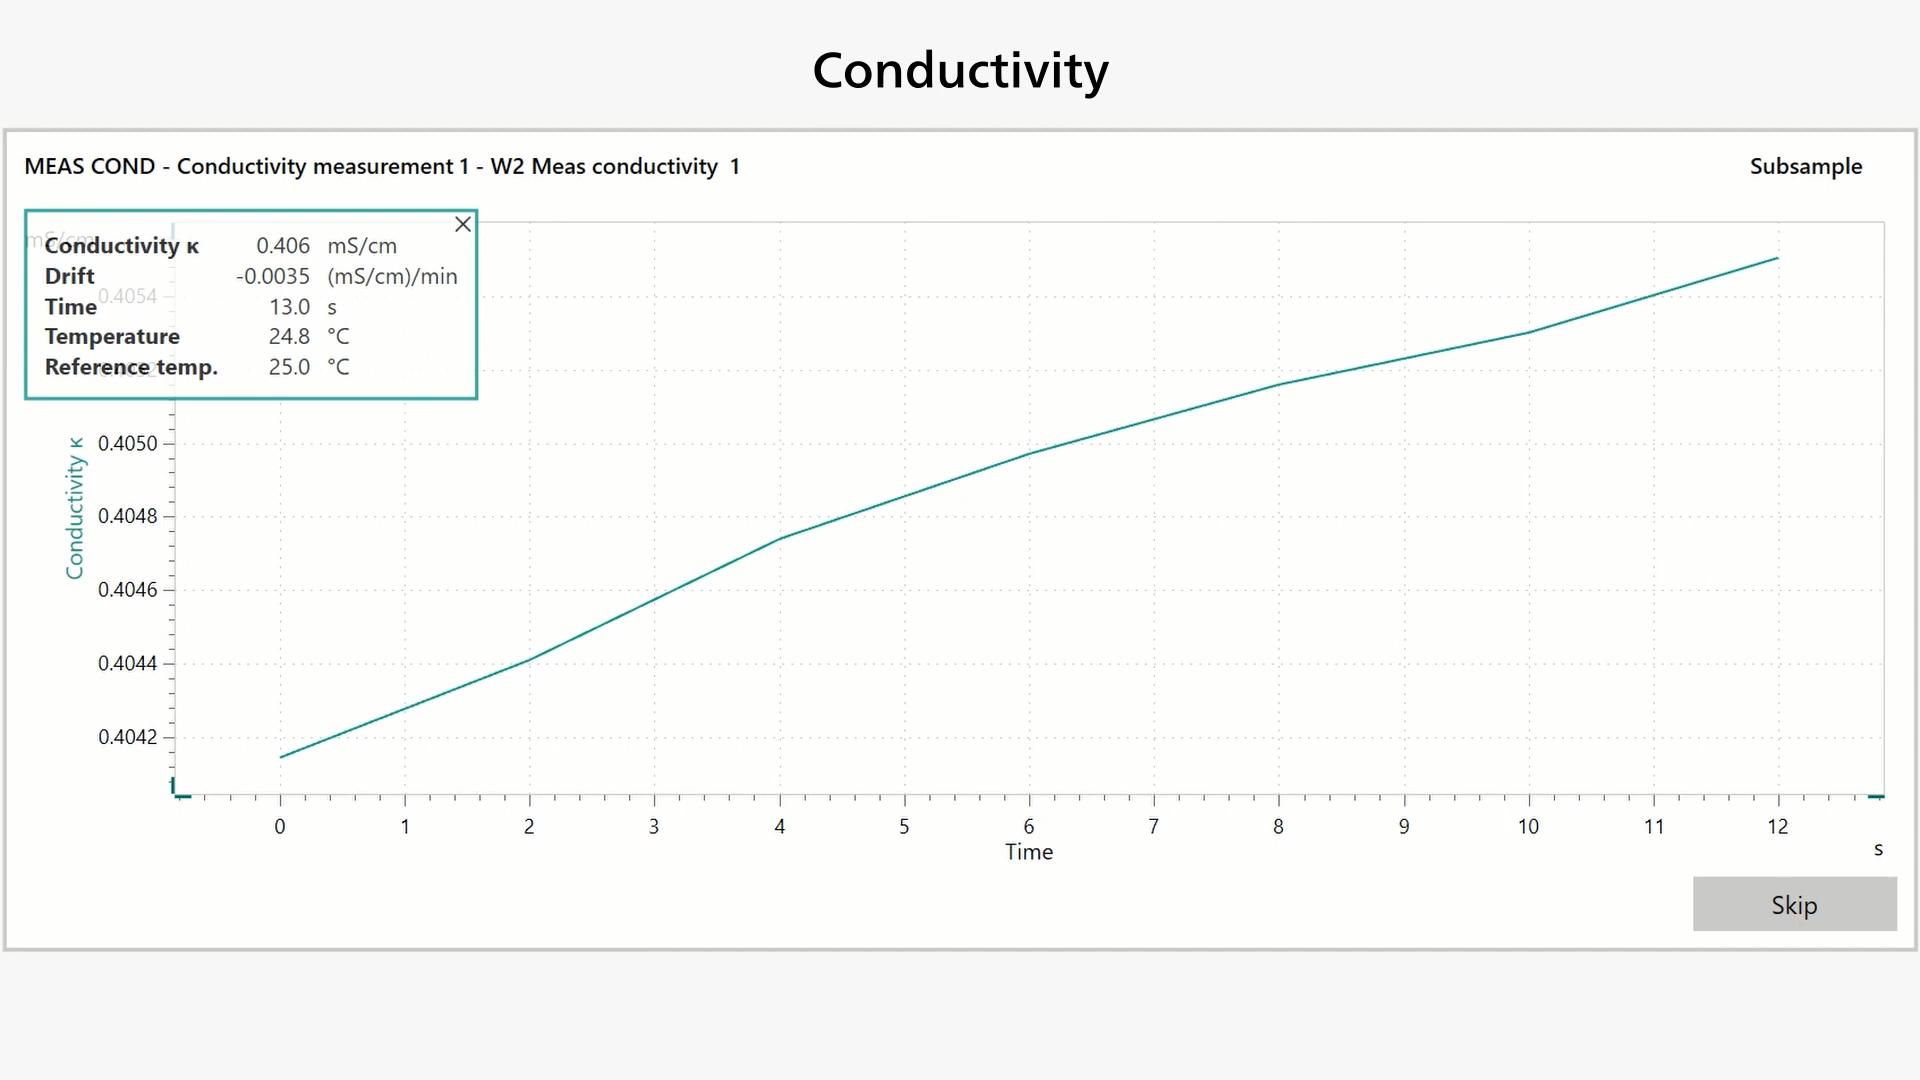 Conductivity
MEAS COND - Conductivity measurement 1 - W2 Meas conductivity 1
Subsample
mS/cm
Conductivity κ 0.406 mS/cm
Drift -0.0035 (mS/cm)/min
Time 13.0 s
Temperature 24.8 °C
Reference temp. 25.0 °C
0.4054
0.4050
0.4048
0.4046
0.4044
0.4042
Conductivity κ
0 1 2 3 4 5 6 7 8 9 10 11 12
Time
s
Skip